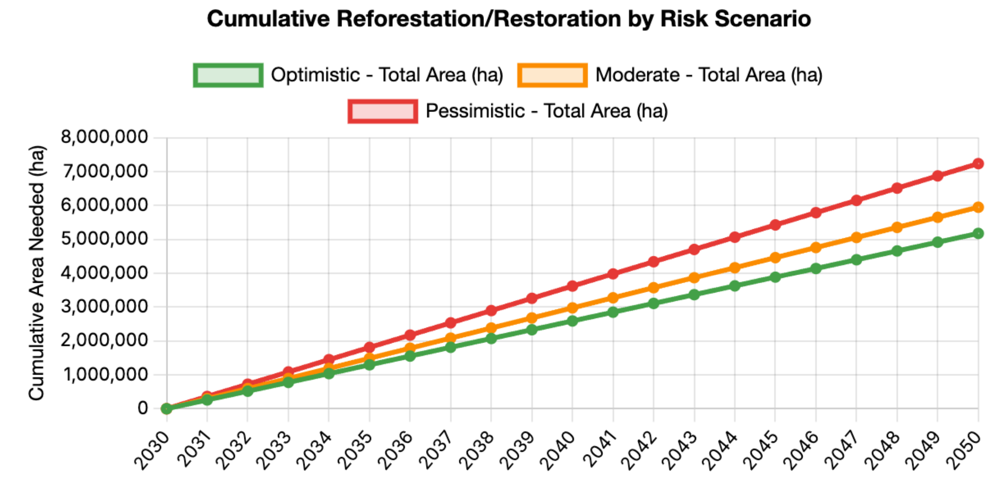 Cumulative Reforestation/Restoration by Risk Scenario
Optimistic - Total Area (ha) Moderate - Total Area (ha)
Pessimistic - Total Area (ha)
Cumulative Area Needed (ha)
8,000,000
7,000,000
6,000,000
5,000,000
4,000,000
3,000,000
2,000,000
1,000,000
0
2030 2031 2032 2033 2034 2035 2036 2037 2038 2039 2040 2041 2042 2043 2044 2045 2046 2047 2048 2049 2050